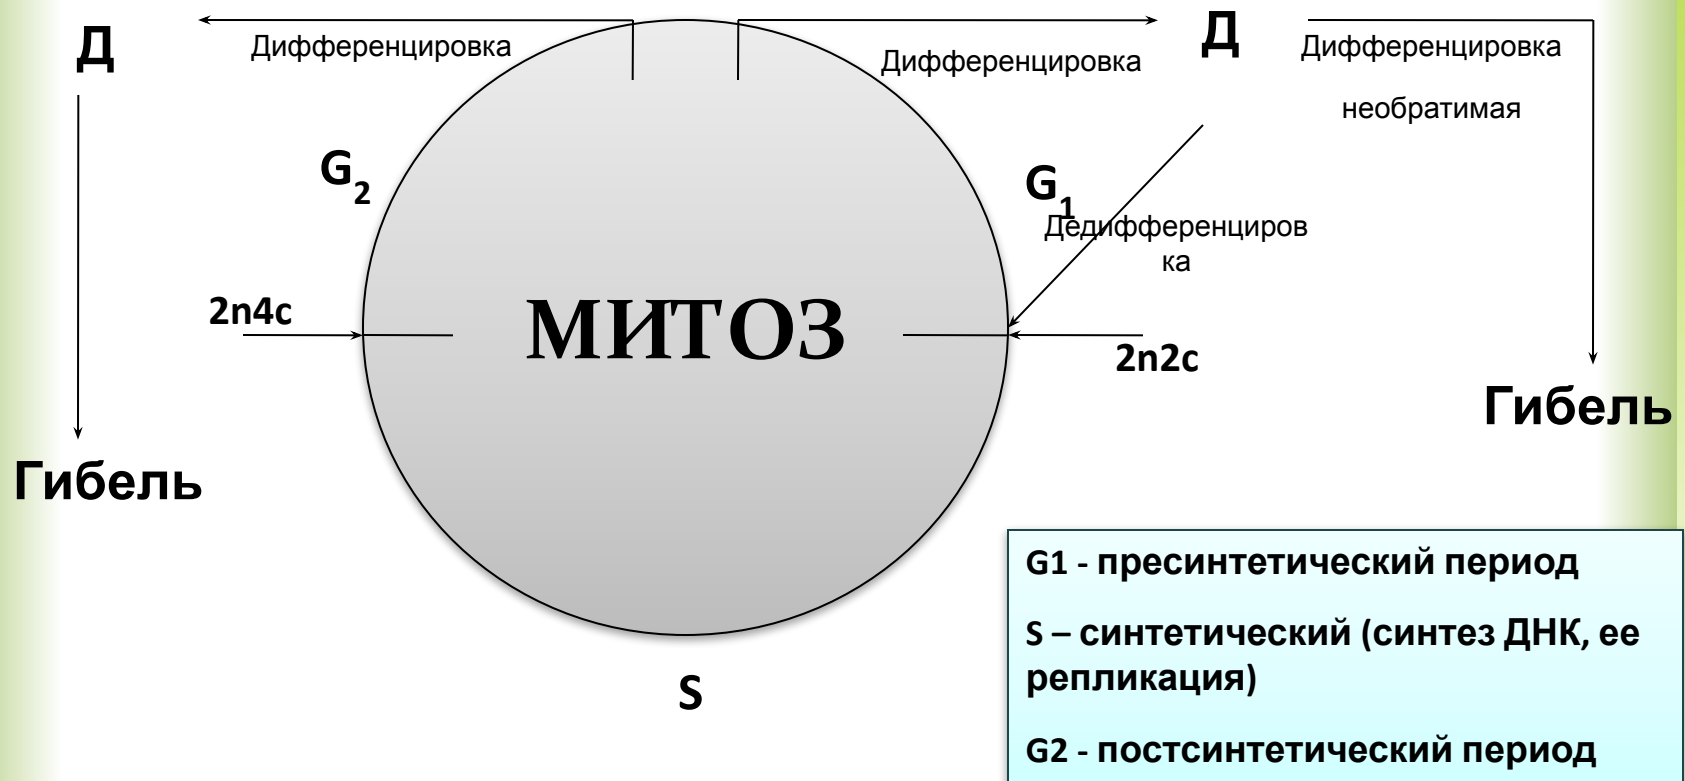 Д
Дифференцировка
Дифференцировка
Д
Дифференцировка
необратимая
G2
G1
Дедифференциров
ка
2n4c
МИТОЗ
2n2c
Гибель
Гибель
S
G1 - пресинтетический период
S – синтетический (синтез ДНК, ее
репликация)
G2 - постсинтетический период